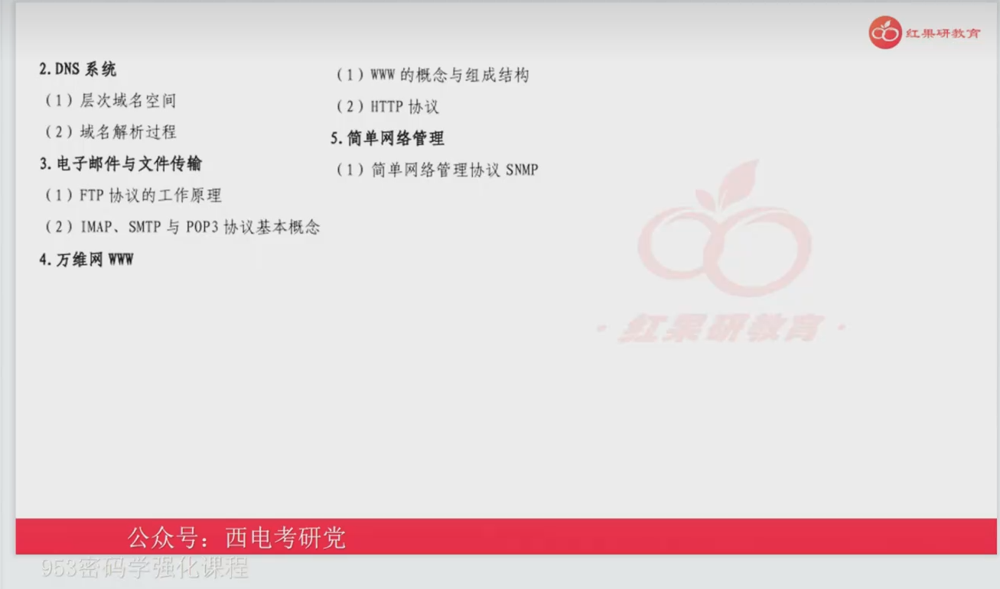 红果研教育
2.DNS 系统
（1）层次域名空间
（2）域名解析过程
3.电子邮件与文件传输
（1）FTP 协议的工作原理
（2）IMAP、SMTP 与 POP3 协议基本概念
4.万维网 WWW
（1）WWW 的概念与组成结构
（2）HTTP 协议
5.简单网络管理
（1）简单网络管理协议 SNMP
·红果研教育·
公众号：西电考研党
953密码学强化课程